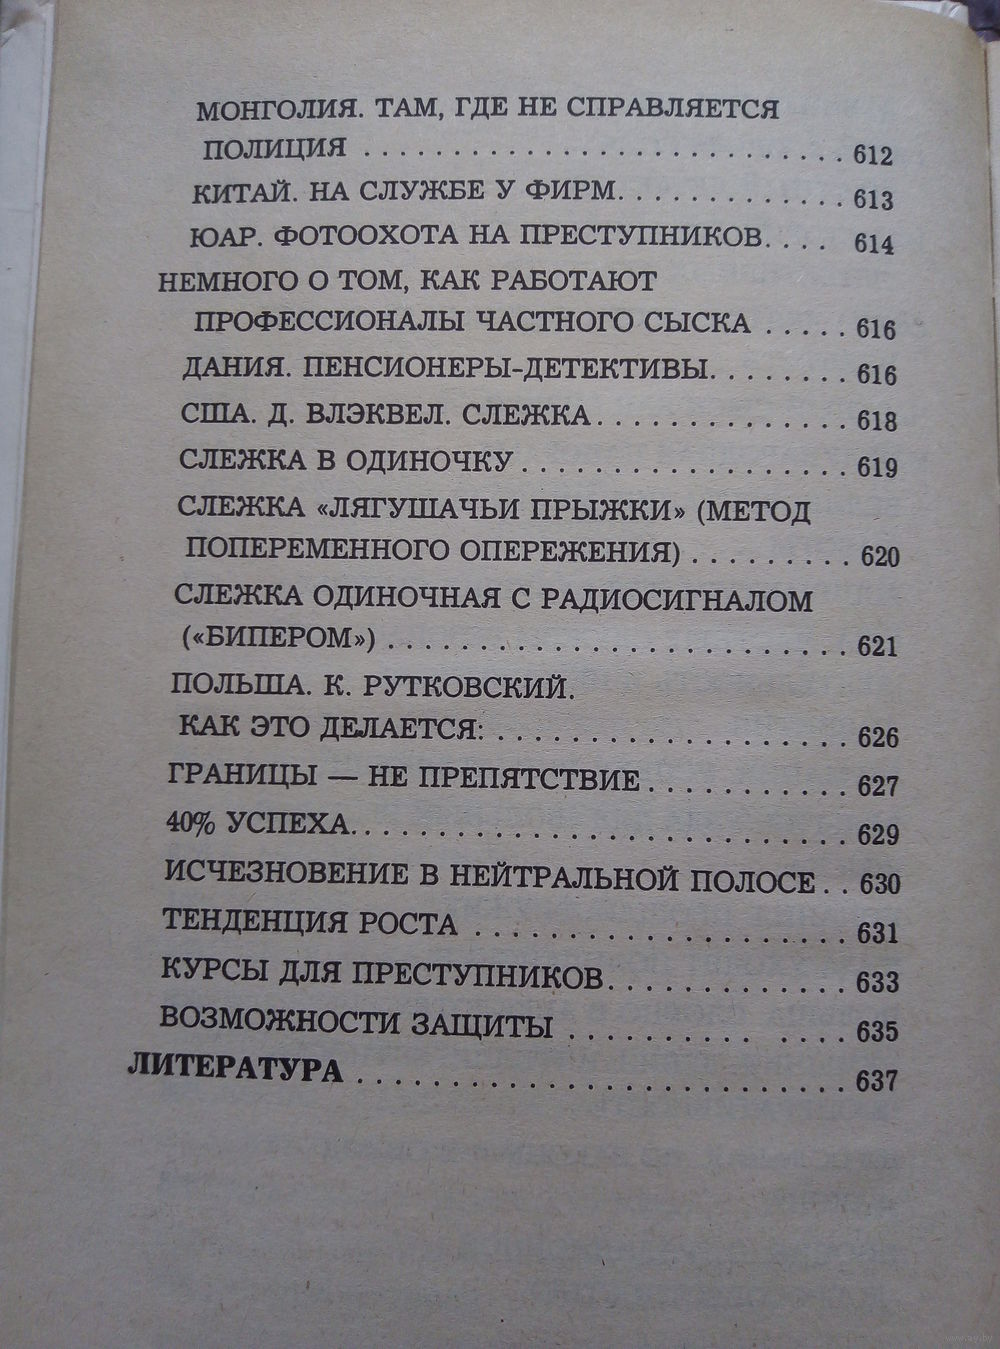 МОНГОЛИЯ. ТАМ, ГДЕ НЕ СПРАВЛЯЕТСЯ
ПОЛИЦИЯ . . . . . . . . . . . . . . . . . . . . . . . . . . . . 612
КИТАЙ. НА СЛУЖБЕ У ФИРМ. . . . . . . . . . . . . . 613
ЮАР. ФОТООХОТА НА ПРЕСТУПНИКОВ. . . . 614
НЕМНОГО О ТОМ, КАК РАБОТАЮТ
ПРОФЕССИОНАЛЫ ЧАСТНОГО СЫСКА . . . . . 616
ДАНИЯ. ПЕНСИОНЕРЫ-ДЕТЕКТИВЫ. . . . . . . . 616
США. Д. ВЛЭКВЕЛ. СЛЕЖКА . . . . . . . . . . . . . . 618
СЛЕЖКА В ОДИНОЧКУ . . . . . . . . . . . . . . . . . . 619
СЛЕЖКА «ЛЯГУШАЧЬИ ПРЫЖКИ» (МЕТОД
ПОПЕРЕМЕННОГО ОПЕРЕЖЕНИЯ) . . . . . . . . . 620
СЛЕЖКА ОДИНОЧНАЯ С РАДИОСИГНАЛОМ
(«БИПЕРОМ») . . . . . . . . . . . . . . . . . . . . . . . . . . 621
ПОЛЬША. К. РУТКОВСКИЙ.
КАК ЭТО ДЕЛАЕТСЯ: . . . . . . . . . . . . . . . . . . . . 626
ГРАНИЦЫ — НЕ ПРЕПЯТСТВИЕ . . . . . . . . . . . 627
40% УСПЕХА. . . . . . . . . . . . . . . . . . . . . . . . . . . . 629
ИСЧЕЗНОВЕНИЕ В НЕЙТРАЛЬНОЙ ПОЛОСЕ . . 630
ТЕНДЕНЦИЯ РОСТА . . . . . . . . . . . . . . . . . . . . . 631
КУРСЫ ДЛЯ ПРЕСТУПНИКОВ. . . . . . . . . . . . . . 633
ВОЗМОЖНОСТИ ЗАЩИТЫ . . . . . . . . . . . . . . . 635
ЛИТЕРАТУРА . . . . . . . . . . . . . . . . . . . . . . . . . . . . 637
www.ay.by